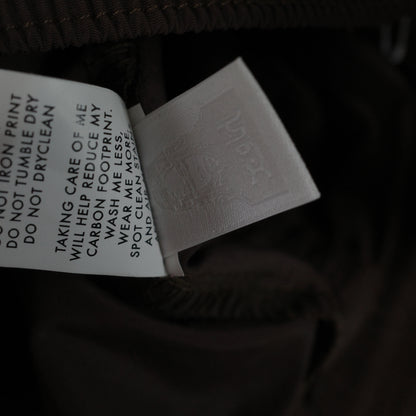 DO NOT IRON PRINT
DO NOT TUMBLE DRY
DO NOT DRYCLEAN
TAKING CARE OF ME
WILL HELP REDUCE MY
CARBON FOOTPRINT.
WASH ME LESS,
WEAR ME MORE,
SPOT CLEAN